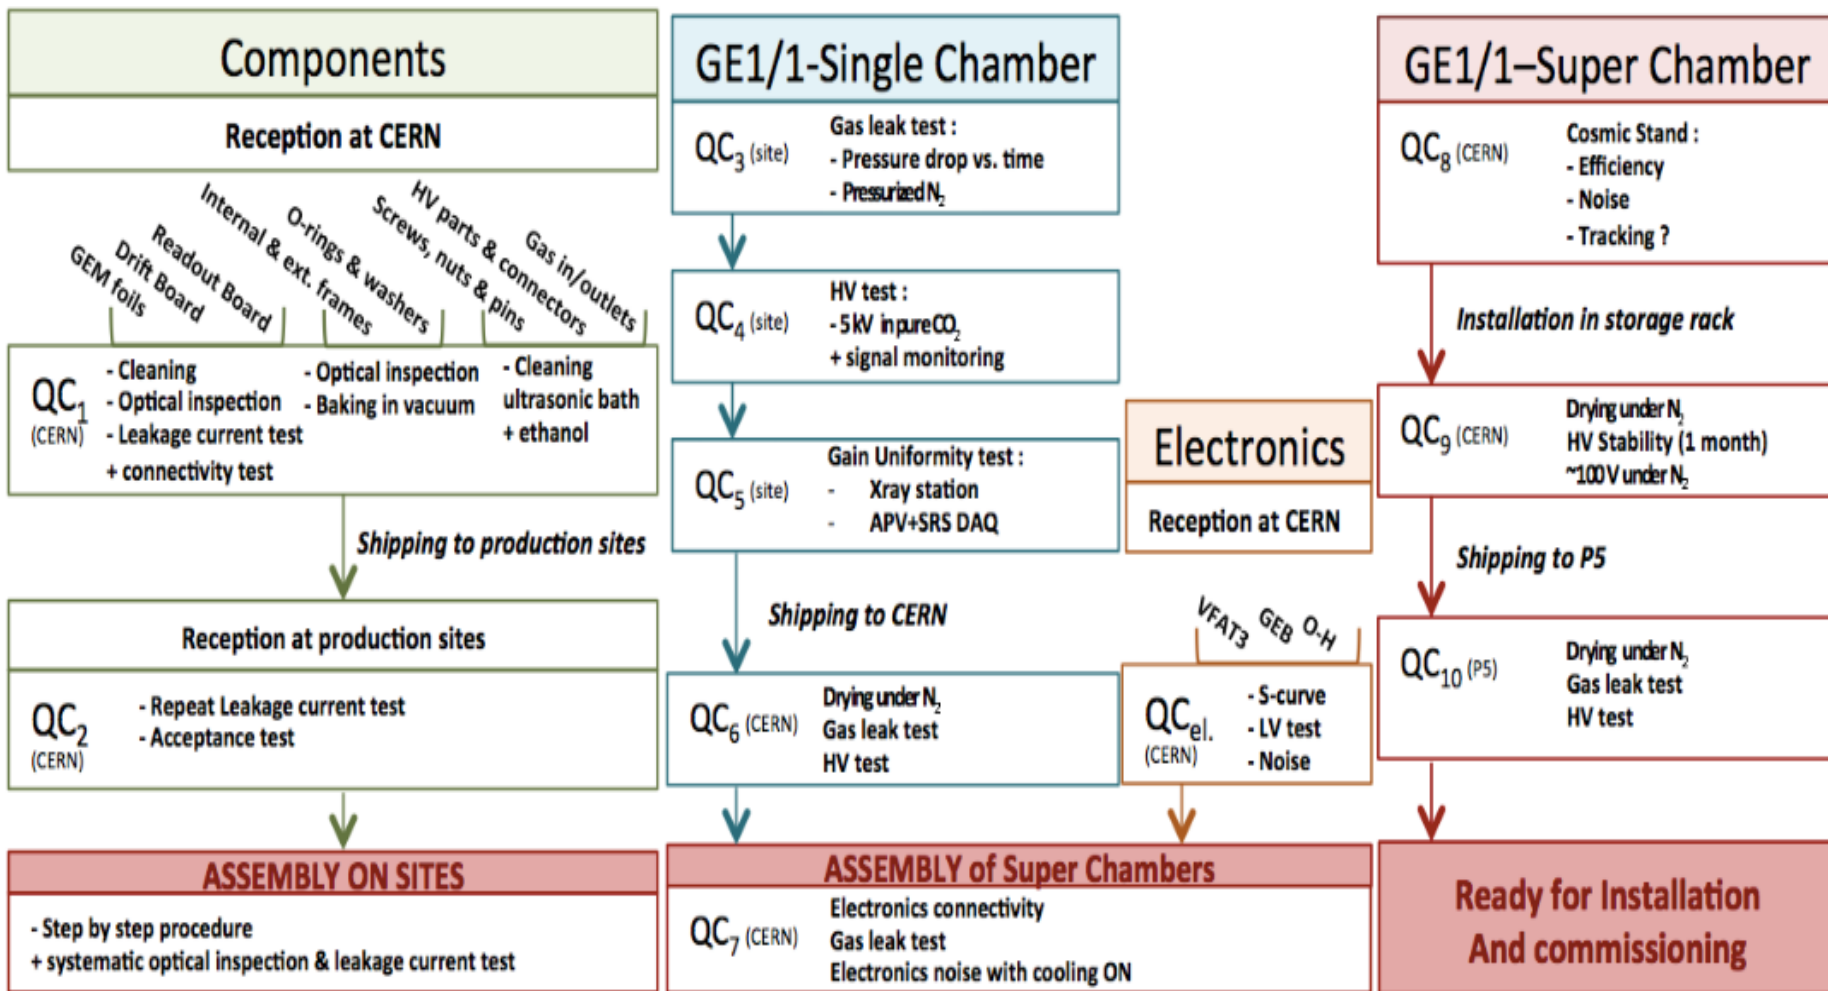 Components
Reception at CERN
GEM foils
Drift Board
Readout Board
Internal & ext. frames
O-rings & washers
Screws, nuts & pins
HV parts & connectors
Gas in/outlets
QC1
(CERN)
- Cleaning
- Optical inspection
- Leakage current test
+ connectivity test
- Optical inspection
- Baking in vacuum
- Cleaning
ultrasonic bath
+ ethanol
Shipping to production sites
Reception at production sites
QC2
(CERN)
- Repeat Leakage current test
- Acceptance test
ASSEMBLY ON SITES
- Step by step procedure
+ systematic optical inspection & leakage current test
GE1/1-Single Chamber
QC3 (site)
Gas leak test :
- Pressure drop vs. time
- Pressurized N2
QC4 (site)
HV test :
- 5 kV in pure CO2
+ signal monitoring
QC5 (site)
Gain Uniformity test :
- Xray station
- APV+SRS DAQ
Shipping to CERN
QC6 (CERN)
Drying under N2
Gas leak test
HV test
Electronics
Reception at CERN
VFAT3
GEB
O-H
QCel.
(CERN)
- S-curve
- LV test
- Noise
ASSEMBLY of Super Chambers
QC7 (CERN)
Electronics connectivity
Gas leak test
Electronics noise with cooling ON
GE1/1–Super Chamber
QC8 (CERN)
Cosmic Stand :
- Efficiency
- Noise
- Tracking ?
Installation in storage rack
QC9 (CERN)
Drying under N2
HV Stability (1 month)
~100 V under N2
Shipping to P5
QC10 (P5)
Drying under N2
Gas leak test
HV test
Ready for Installation
And commissioning